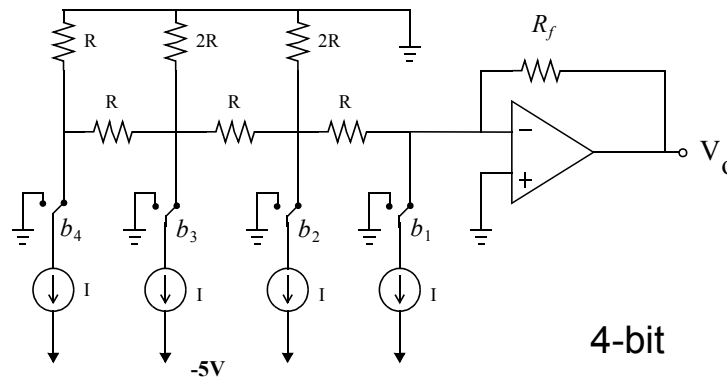 R 2R 2R R_f
R R R
V_o
b_4 b_3 b_2 b_1
I I I I
4-bit
-5V